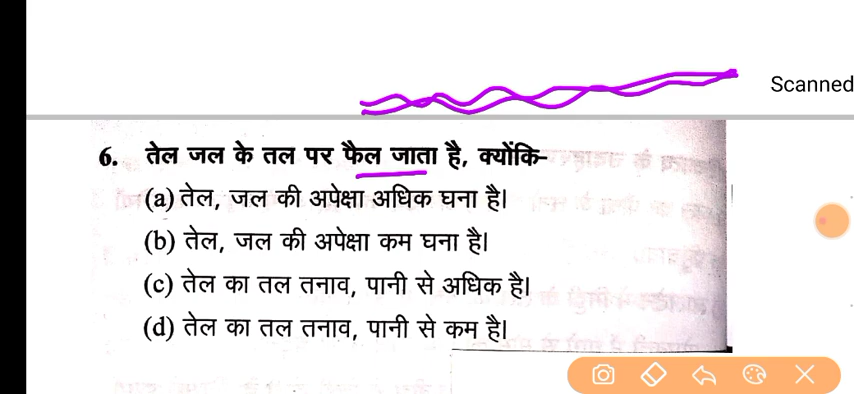 Scanned
6. तेल जल के तल पर फैल जाता है, क्योंकि-
(a) तेल, जल की अपेक्षा अधिक घना है।
(b) तेल, जल की अपेक्षा कम घना है।
(c) तेल का तल तनाव, पानी से अधिक है।
(d) तेल का तल तनाव, पानी से कम है।